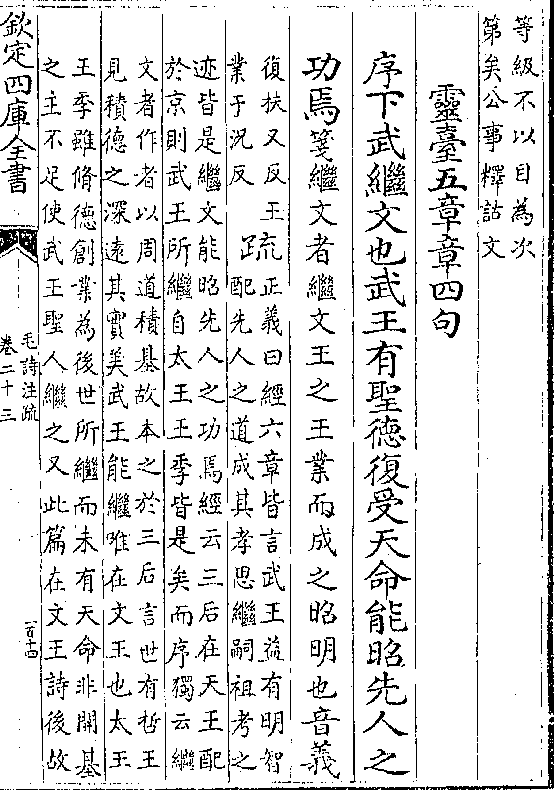 等級不以目為次
第矣公事釋詁文
靈臺五章章四句
序下武繼文也武王有聖德復受天命能昭先人之
功焉箋繼文者繼文王之王業而成之昭明也音義
復扶又反王
業于況反
疏正義曰經六章皆言武王益有明智
配先人之道成其孝思繼嗣祖考之
迹皆是繼文能昭先人之功焉經云三后在天王配
於京則武王所繼自太王王季皆是矣而序獨云繼
文者作者以周道積基故本之於三后言世有哲王
見積德之深遠其實美武王能繼唯在文王也太王
王季雖脩德創業為後世所繼而未有天命非開基
之主不足使武王聖人繼之又此篇在文王詩後故
欽定四庫全書
毛詩注疏
卷二十三
一百十四